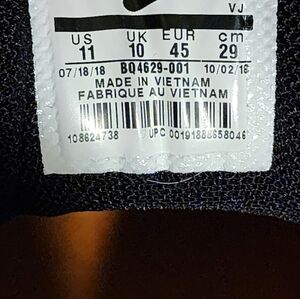 VJ
US UK EUR cm
11 10 45 29
07/18/18 BQ4629-001 10/02/18
MADE IN VIETNAM
FABRIQUE AU VIETNAM
108624738 UPC 00191888658046